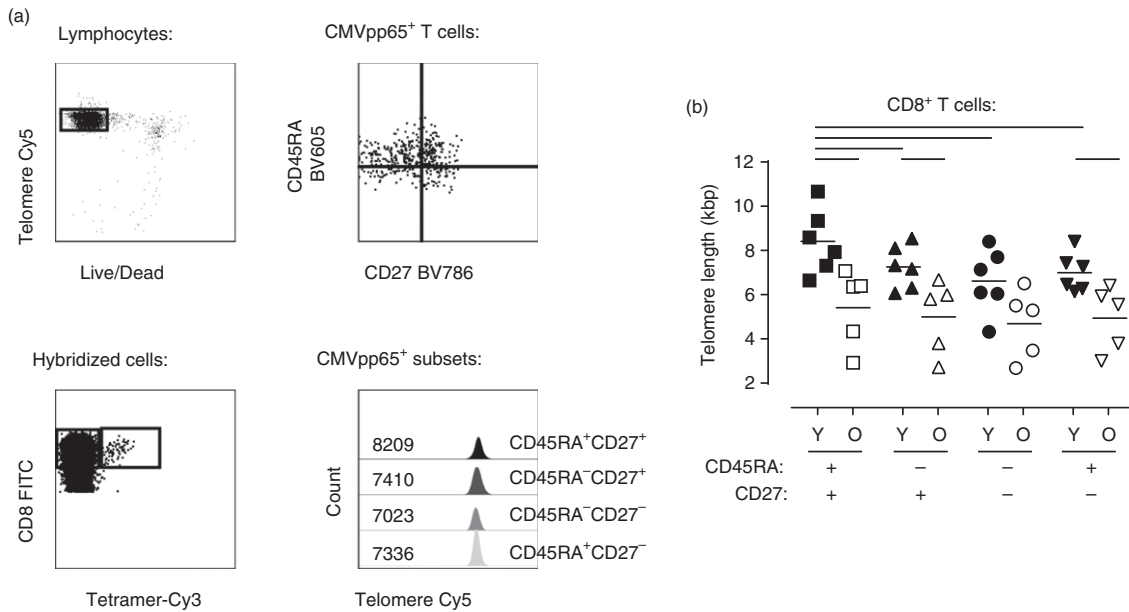 (a)
Lymphocytes:
Telomere Cy5
Live/Dead
CMVpp65⁺ T cells:
CD45RA
BV605
CD27 BV786
Hybridized cells:
CD8 FITC
Tetramer-Cy3
CMVpp65⁺ subsets:
Count
8209 CD45RA⁺CD27⁺
7410 CD45RA⁻CD27⁺
7023 CD45RA⁻CD27⁻
7336 CD45RA⁺CD27⁻
Telomere Cy5
(b)
CD8⁺ T cells:
Telomere length (kbp)
12
10
8
6
4
2
Y O Y O Y O Y O
CD45RA: + – – +
CD27: + + – –